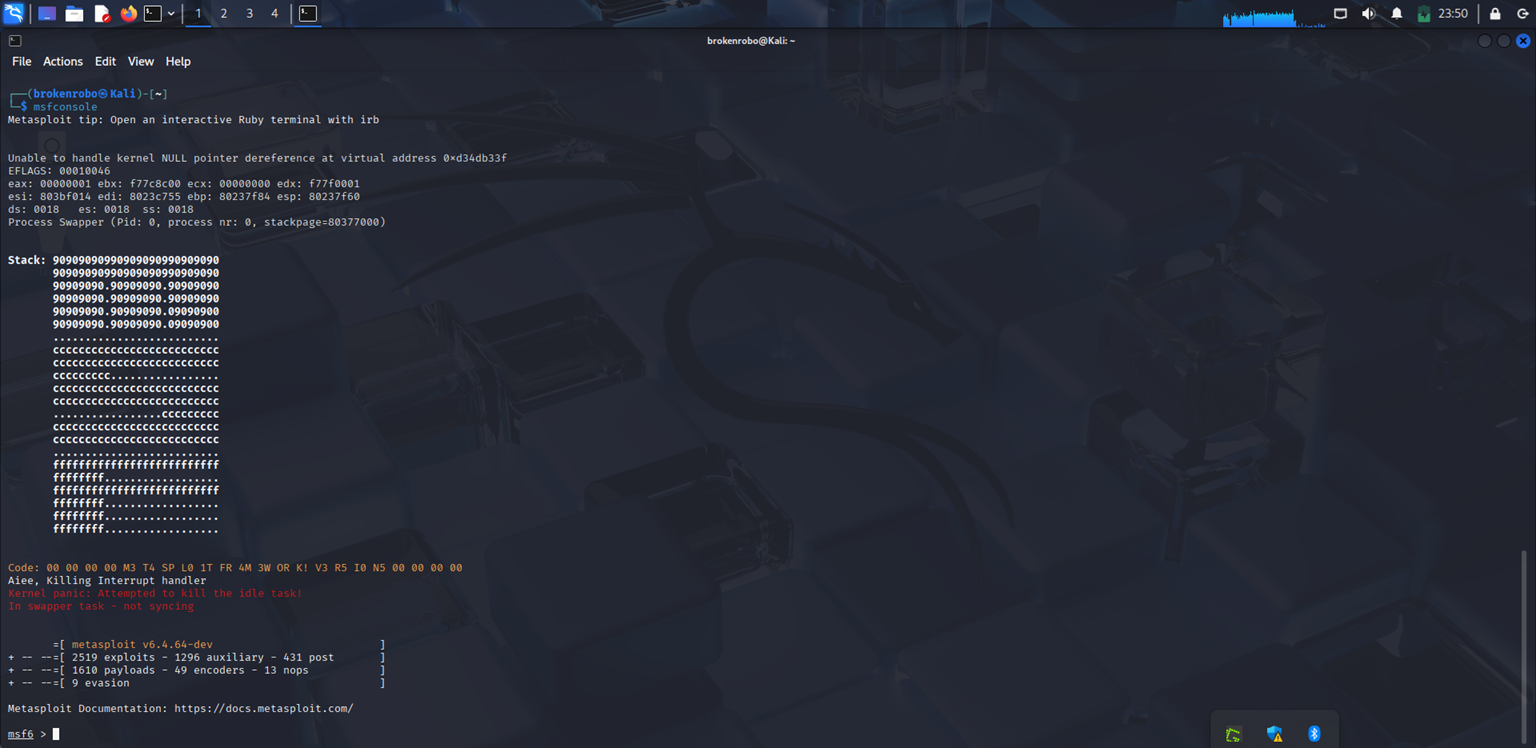 1 2 3 4
23:50
brokenrobo@Kali: ~
File Actions Edit View Help
┌──(brokenrobo㉿Kali)-[~]
└─$ msfconsole
Metasploit tip: Open an interactive Ruby terminal with irb
Unable to handle kernel NULL pointer dereference at virtual address 0×d34db33f
EFLAGS: 00010046
eax: 00000001 ebx: f77c8c00 ecx: 00000000 edx: f77f0001
esi: 803bf014 edi: 8023c755 ebp: 80237f84 esp: 80237f60
ds: 0018   es: 0018  ss: 0018
Process Swapper (Pid: 0, process nr: 0, stackpage=80377000)
Stack: 90909090990909090990909090
90909090990909090990909090
90909090.90909090.90909090
90909090.90909090.90909090
90909090.90909090.09090900
90909090.90909090.09090900
..........................
cccccccccccccccccccccccccc
cccccccccccccccccccccccccc
ccccccccc.................
cccccccccccccccccccccccccc
cccccccccccccccccccccccccc
.................ccccccccc
cccccccccccccccccccccccccc
cccccccccccccccccccccccccc
..........................
ffffffffffffffffffffffffff
ffffffff..................
ffffffffffffffffffffffffff
ffffffff..................
ffffffff..................
ffffffff..................
Code: 00 00 00 00 M3 T4 SP L0 1T FR 4M 3W OR K! V3 R5 I0 N5 00 00 00 00
Aiee, Killing Interrupt handler
Kernel panic: Attempted to kill the idle task!
In swapper task - not syncing
=[ metasploit v6.4.64-dev                          ]
+ -- --=[ 2519 exploits - 1296 auxiliary - 431 post       ]
+ -- --=[ 1610 payloads - 49 encoders - 13 nops           ]
+ -- --=[ 9 evasion                                       ]
Metasploit Documentation: https://docs.metasploit.com/
msf6 >